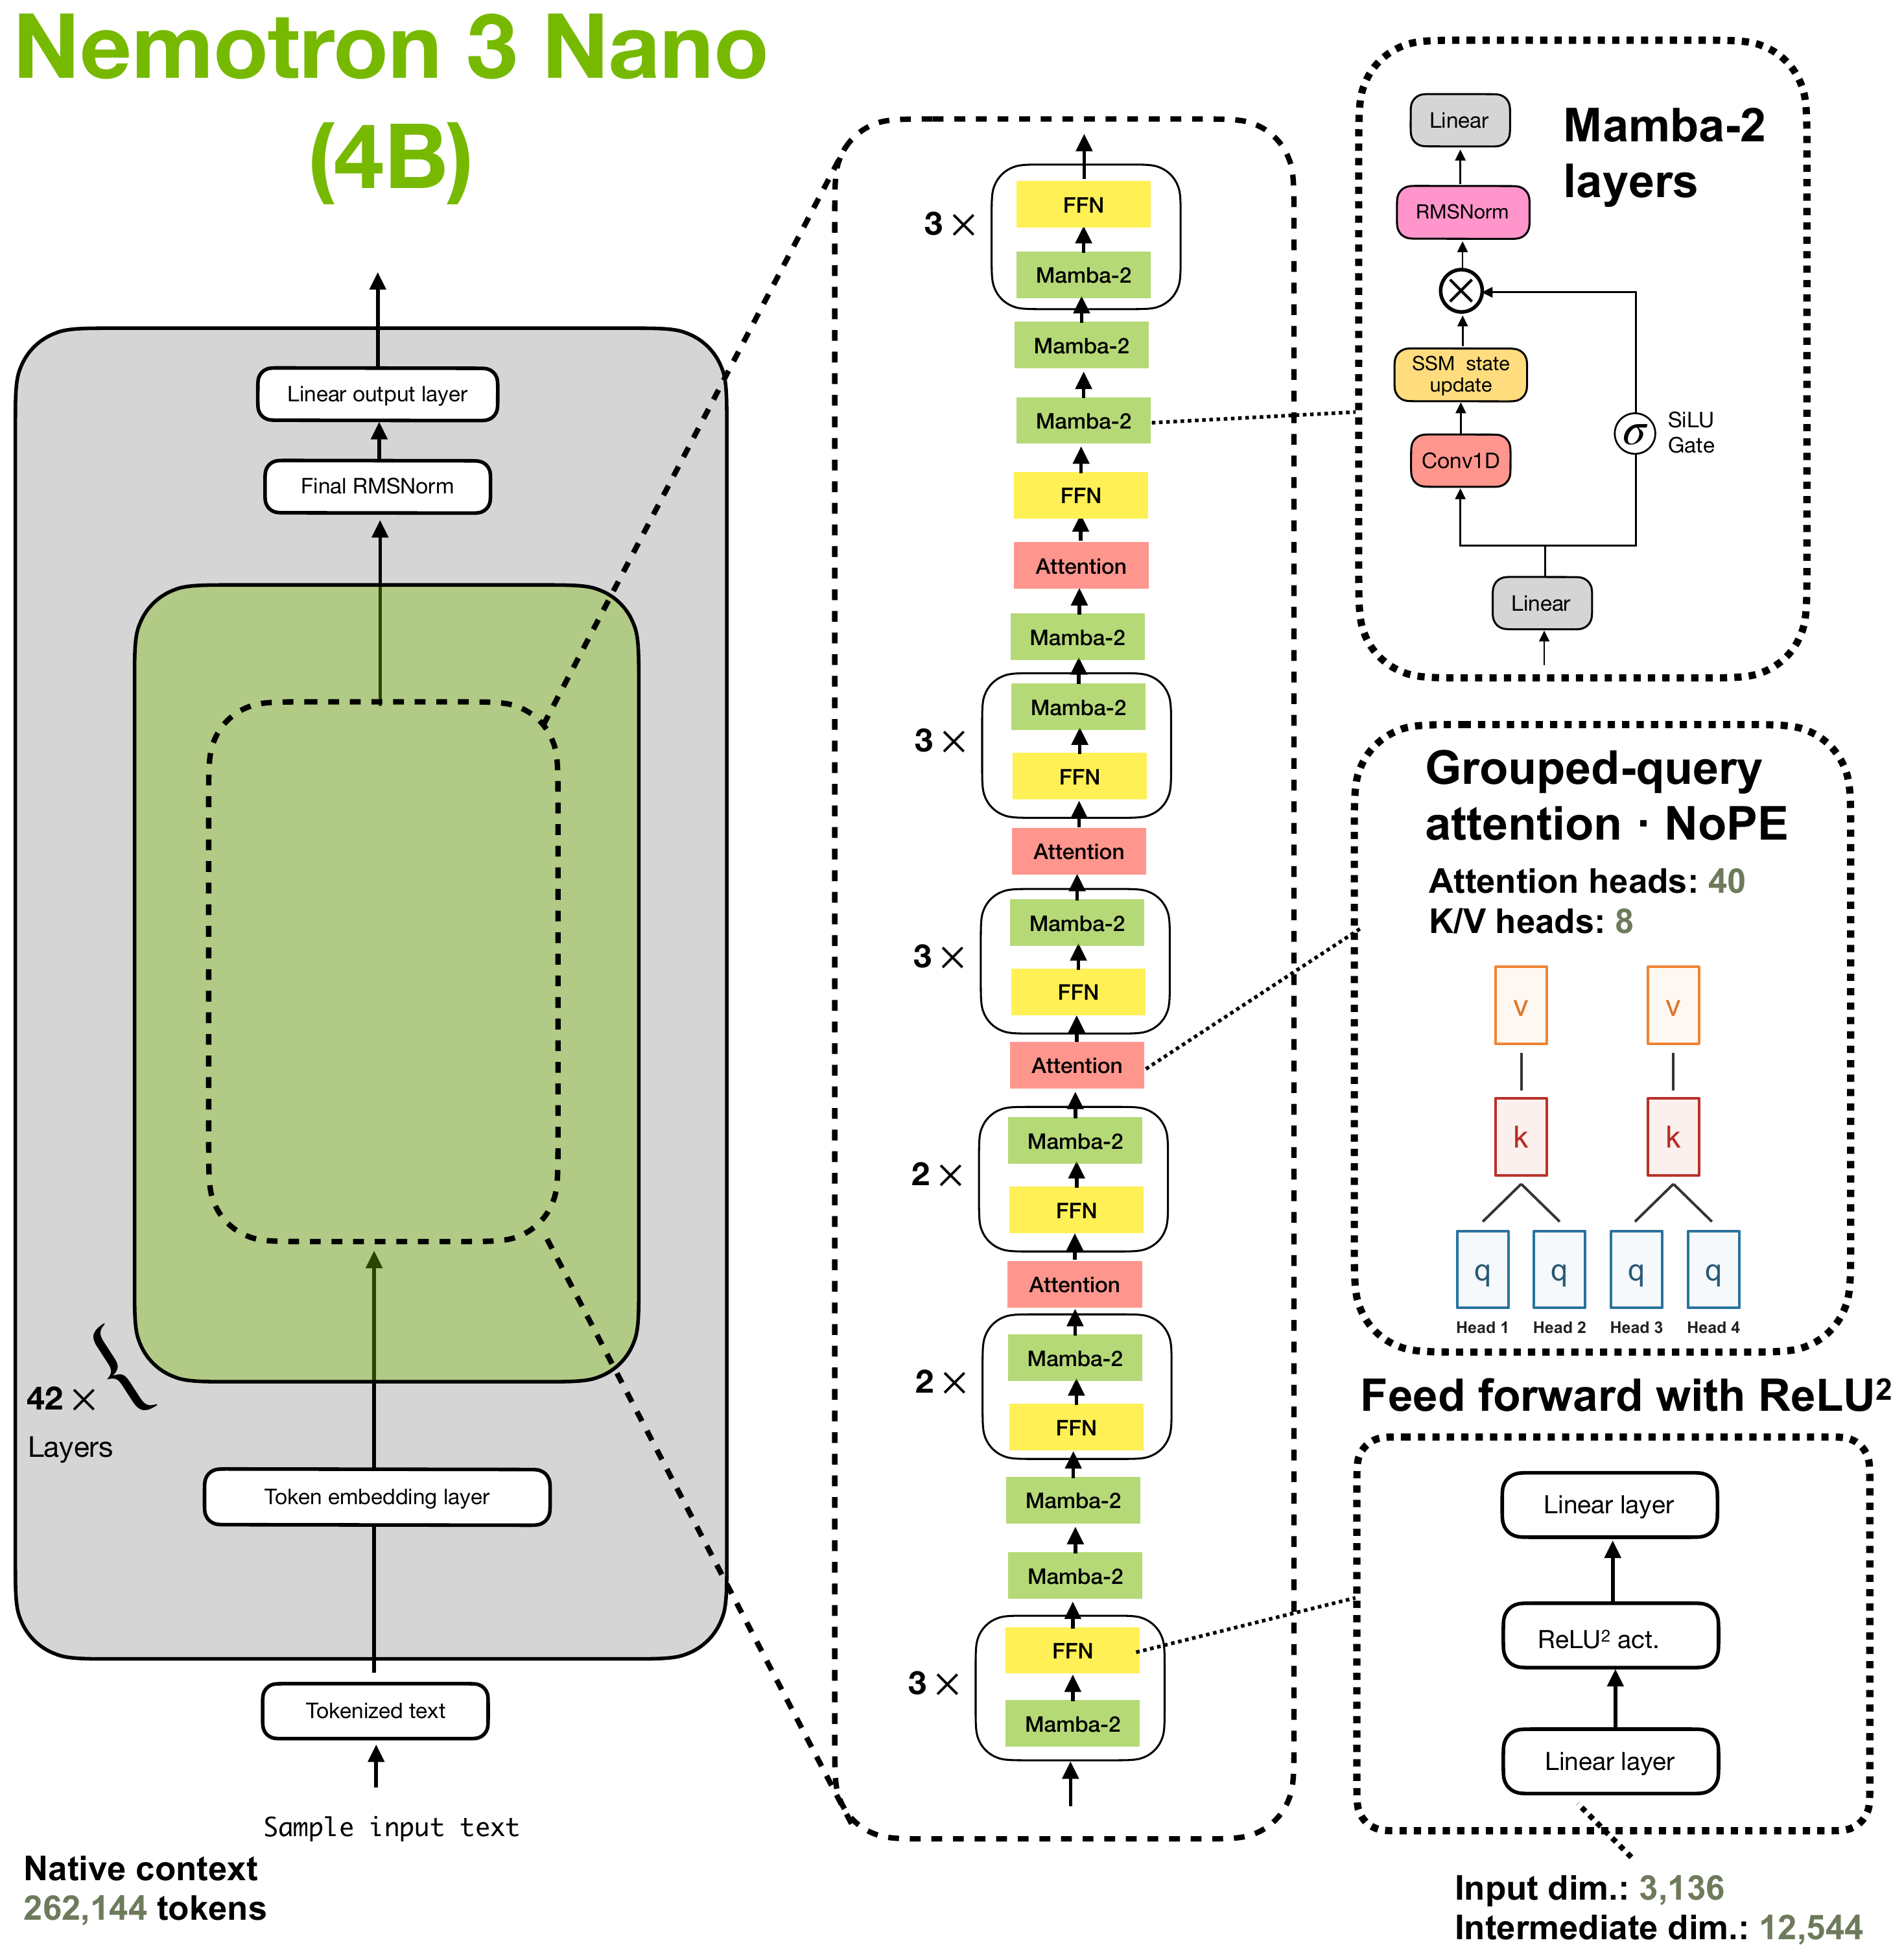 Nemotron 3 Nano
(4B)
Linear output layer
Final RMSNorm
42 ×
Layers
Token embedding layer
Tokenized text
Sample input text
Native context
262,144 tokens
3 ×
FFN
Mamba-2
Mamba-2
Mamba-2
FFN
Attention
Mamba-2
3 ×
Mamba-2
FFN
Attention
3 ×
Mamba-2
FFN
Attention
2 ×
Mamba-2
FFN
Attention
2 ×
Mamba-2
FFN
Mamba-2
Mamba-2
3 ×
FFN
Mamba-2
Mamba-2
layers
Linear
RMSNorm
SSM state
update
Conv1D
σ
SiLU
Gate
Linear
Grouped-query
attention · NoPE
Attention heads: 40
K/V heads: 8
v v
k k
q q q q
Head 1 Head 2 Head 3 Head 4
Feed forward with ReLU²
Linear layer
ReLU² act.
Linear layer
Input dim.: 3,136
Intermediate dim.: 12,544